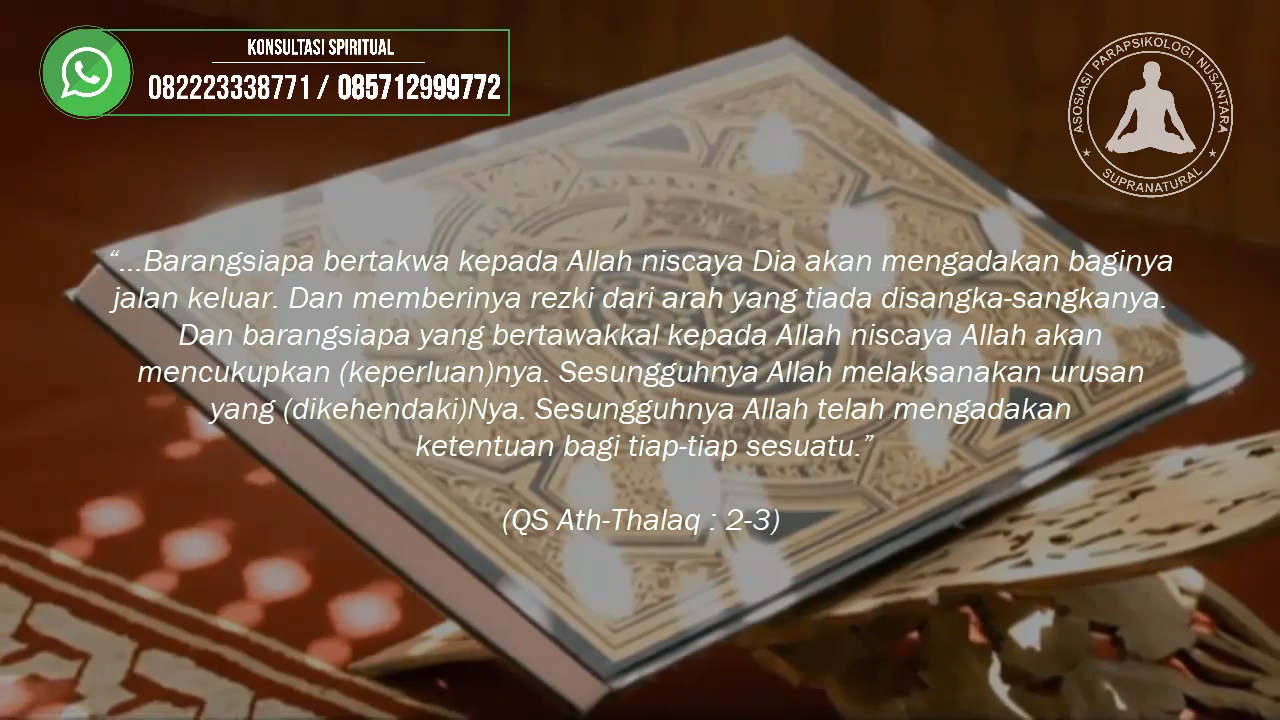 KONSULTASI SPIRITUAL
082223338771 / 085712999772
ASOSIASI PARAPSIKOLOGI NUSANTARA
SUPRANATURAL
“...Barangsiapa bertakwa kepada Allah niscaya Dia akan mengadakan baginya
jalan keluar. Dan memberinya rezki dari arah yang tiada disangka-sangkanya.
Dan barangsiapa yang bertawakkal kepada Allah niscaya Allah akan
mencukupkan (keperluan)nya. Sesungguhnya Allah melaksanakan urusan
yang (dikehendaki)Nya. Sesungguhnya Allah telah mengadakan
ketentuan bagi tiap-tiap sesuatu.”
(QS Ath-Thalaq : 2-3)